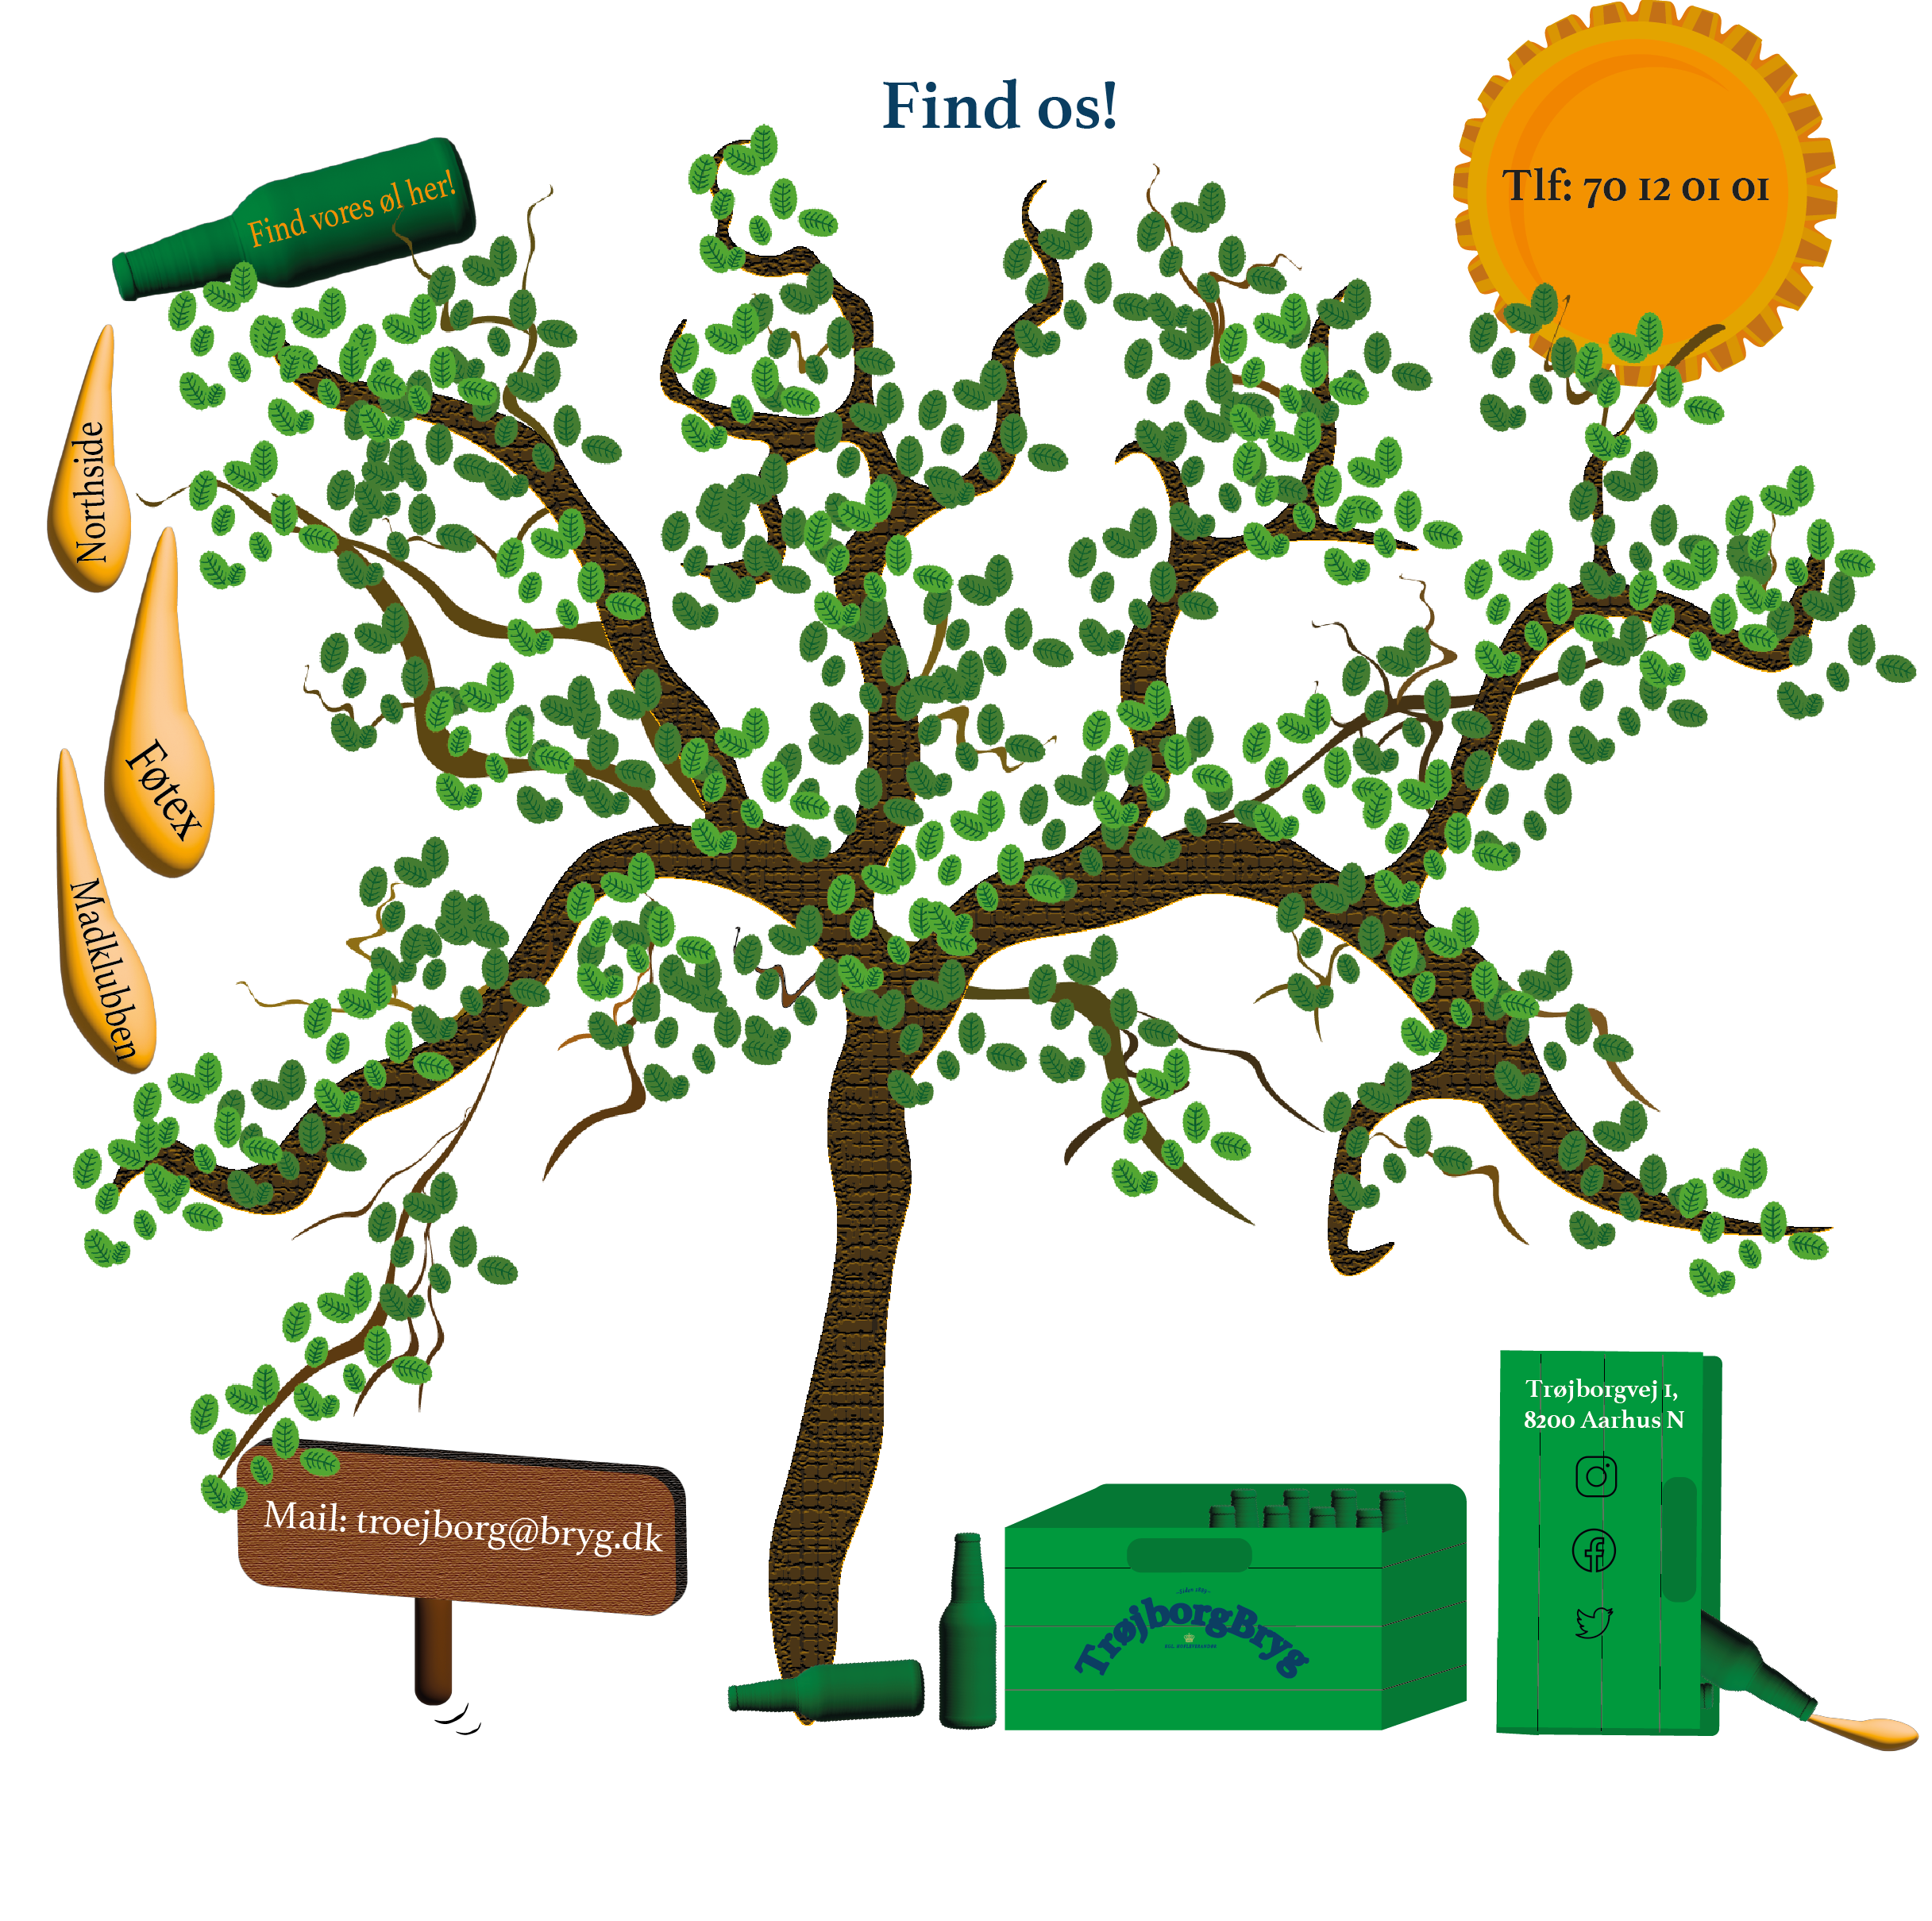 Find os!
Find vores øl her!
Tlf: 70 12 01 01
Northside
Føtex
Madklubben
Trøjborgvej 1,
8200 Aarhus N
Mail: troejborg@bryg.dk
TrøjborgBryg